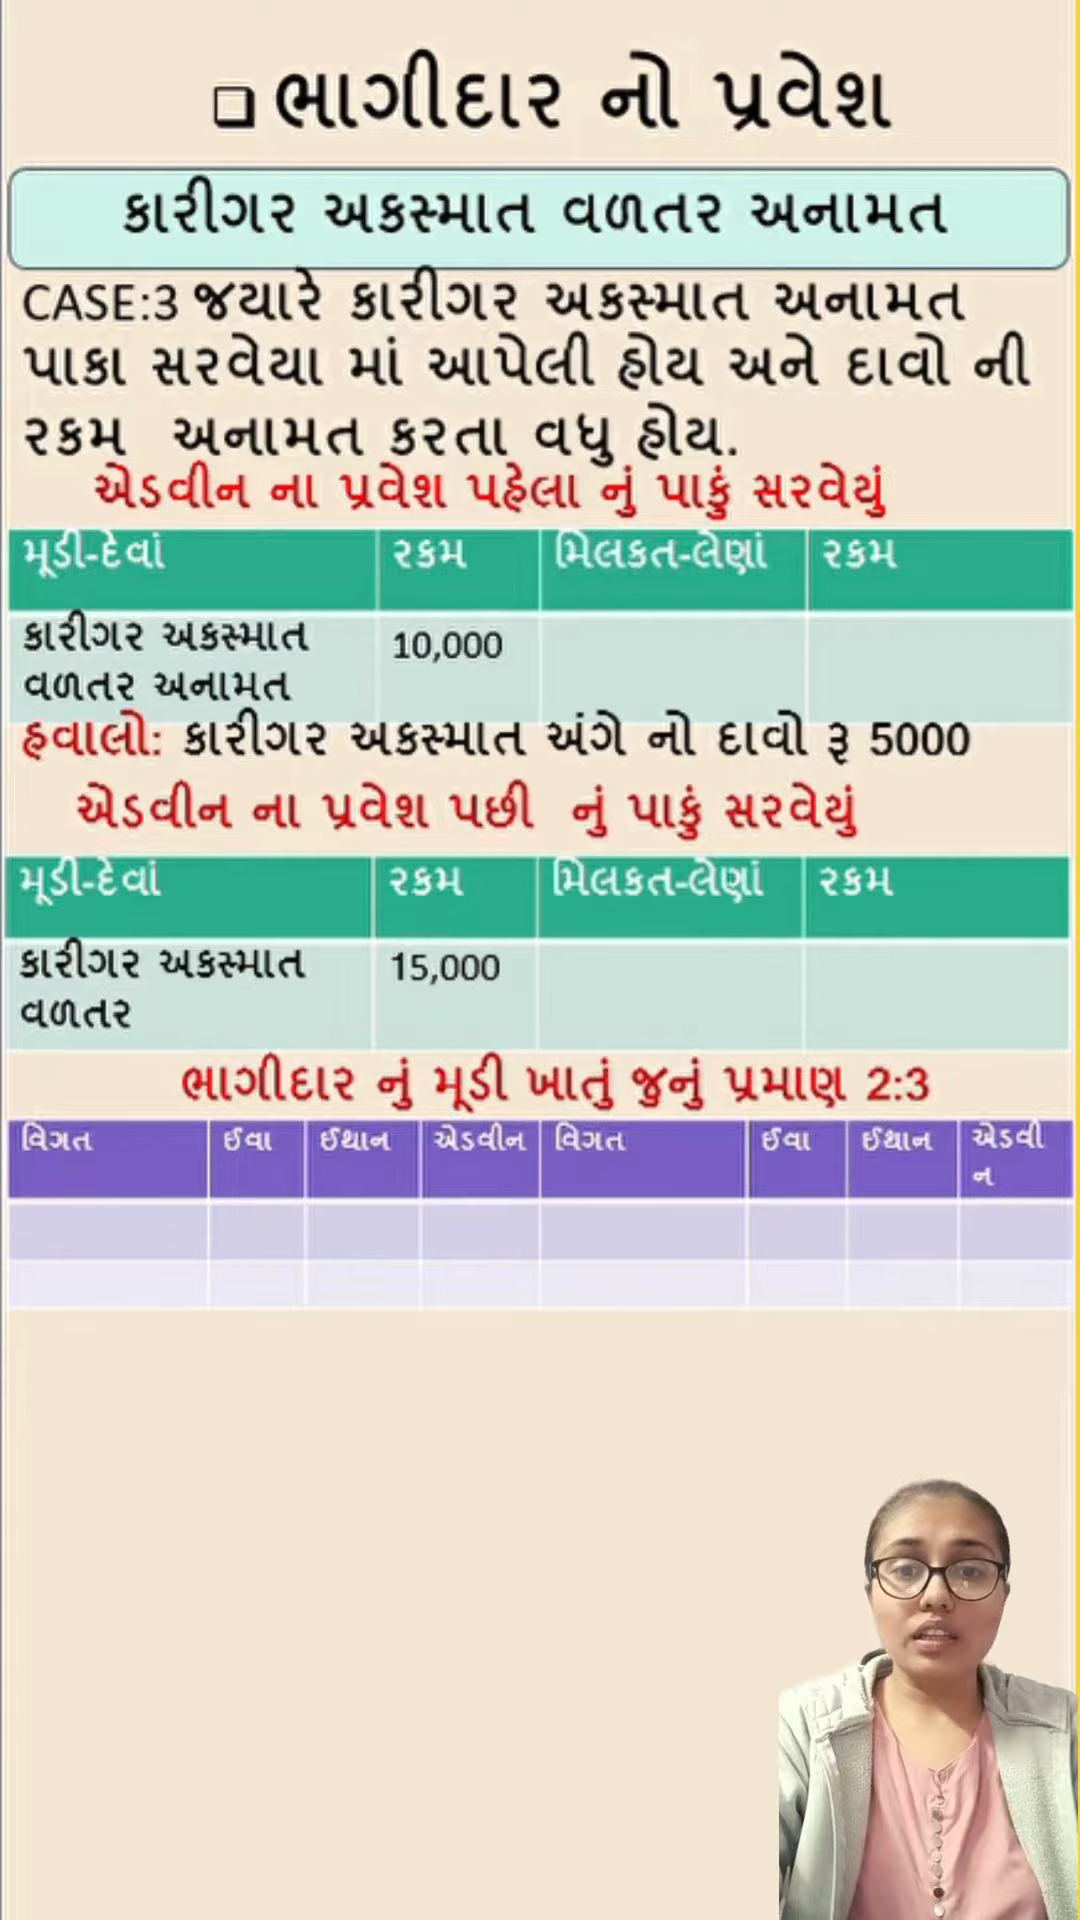 ❑ ભાગીદાર નો પ્રવેશ
કારીગર અકસ્માત વળતર અનામત
CASE:3 જયારે કારીગર અકસ્માત અનામત
પાકા સરવેયા માં આપેલી હોય અને દાવો ની
રકમ અનામત કરતા વધુ હોય.
એડવીન ના પ્રવેશ પહેલા નું પાકું સરવેયું
મૂડી-દેવાં રકમ મિલકત-લેણાં રકમ
કારીગર અકસ્માત 10,000
વળતર અનામત
હવાલો: કારીગર અકસ્માત અંગે નો દાવો રૂ 5000
એડવીન ના પ્રવેશ પછી નું પાકું સરવેયું
મૂડી-દેવાં રકમ મિલકત-લેણાં રકમ
કારીગર અકસ્માત 15,000
વળતર
ભાગીદાર નું મૂડી ખાતું જુનું પ્રમાણ 2:3
વિગત ઈવા ઈથાન એડવીન વિગત ઈવા ઈથાન એડવી
ન